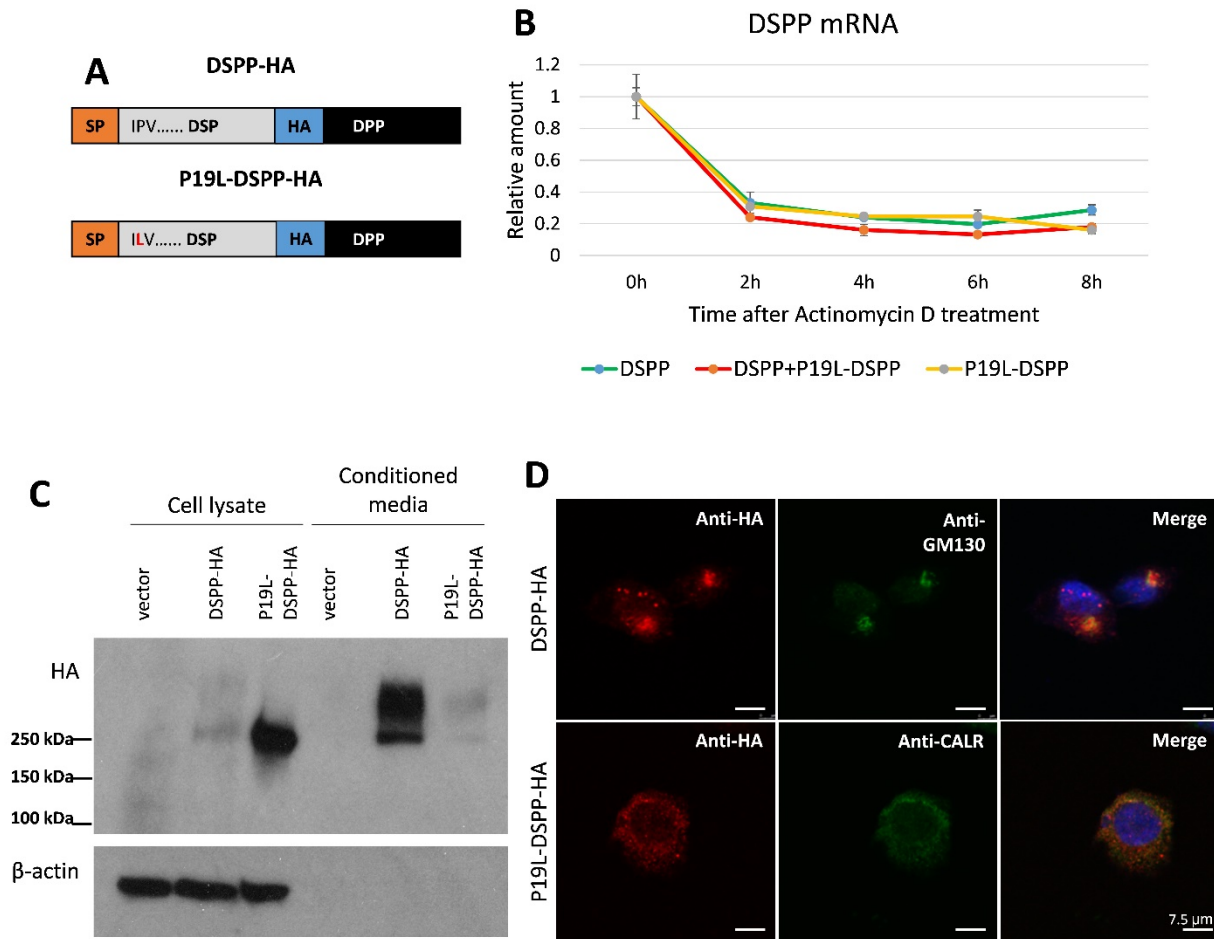 A
DSPP-HA
SP IPV...... DSP HA DPP
P19L-DSPP-HA
SP ILV...... DSP HA DPP
B
DSPP mRNA
Relative amount
1.2
1
0.8
0.6
0.4
0.2
0
0h 2h 4h 6h 8h
Time after Actinomycin D treatment
DSPP DSPP+P19L-DSPP P19L-DSPP
C
Cell lysate
Conditioned
media
vector
DSPP-HA
P19L-
DSPP-HA
vector
DSPP-HA
P19L-
DSPP-HA
HA
250 kDa
150 kDa
100 kDa
β-actin
D
DSPP-HA
Anti-HA
Anti-
GM130
Merge
P19L-DSPP-HA
Anti-HA
Anti-CALR
Merge
7.5 µm